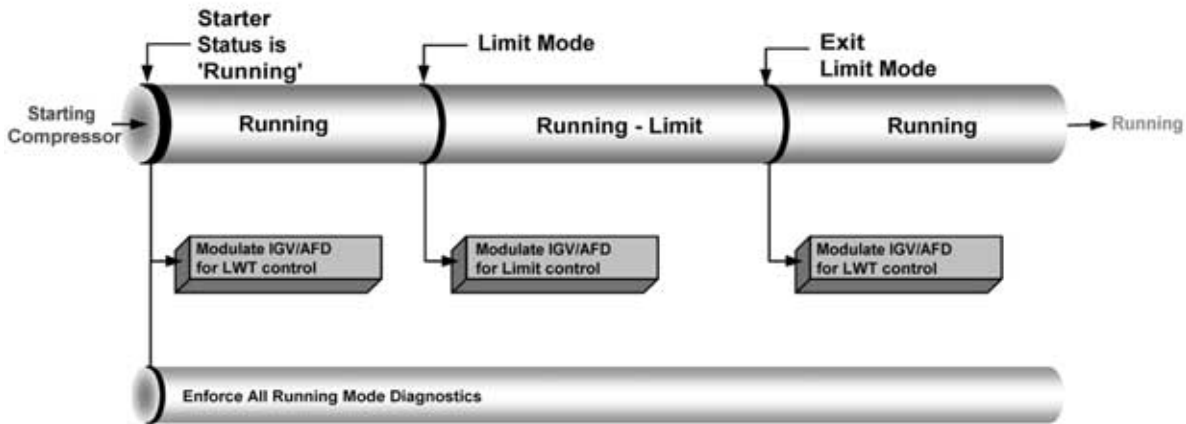 Starter
Status is
'Running'
Limit Mode
Exit
Limit Mode
Starting
Compressor
Running
Running - Limit
Running
Running
Modulate IGV/AFD
for LWT control
Modulate IGV/AFD
for Limit control
Modulate IGV/AFD
for LWT control
Enforce All Running Mode Diagnostics